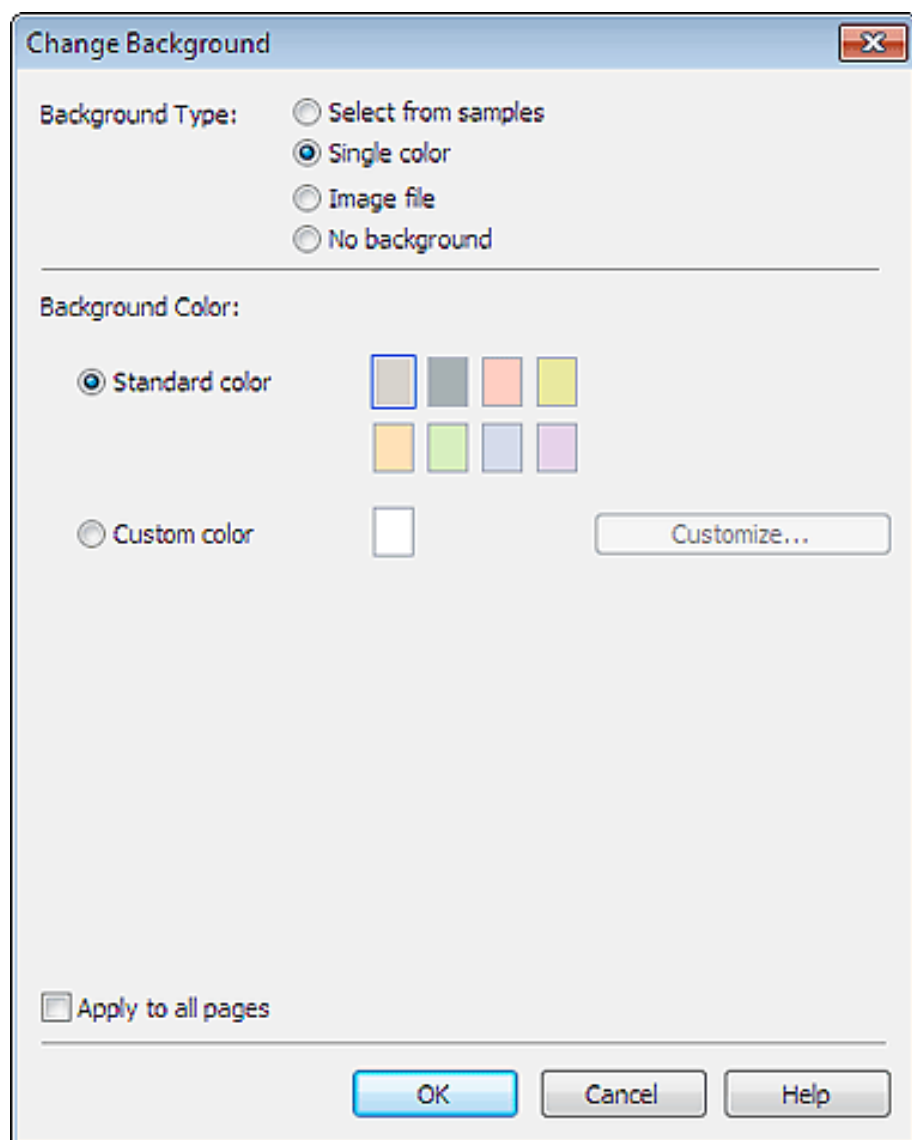 Change Background
Background Type:
Select from samples
Single color
Image file
No background
Background Color:
Standard color
Custom color
Customize...
Apply to all pages
OK Cancel Help